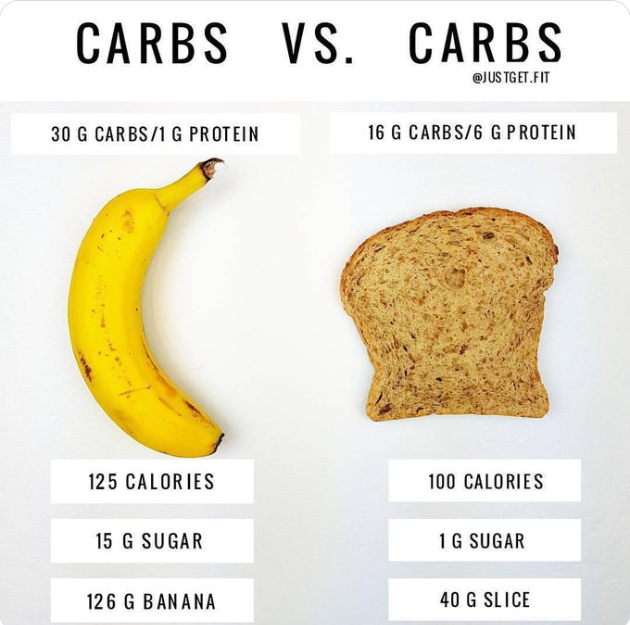 CARBS VS. CARBS
@JUSTGET.FIT
30 G CARBS/1 G PROTEIN
16 G CARBS/6 G PROTEIN
125 CALORIES
100 CALORIES
15 G SUGAR
1 G SUGAR
126 G BANANA
40 G SLICE